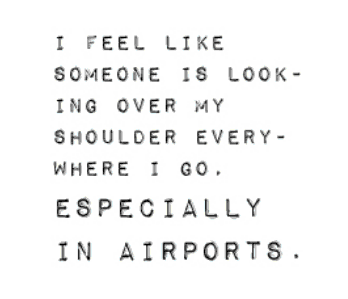 I FEEL LIKE
SOMEONE IS LOOK-
ING OVER MY
SHOULDER EVERY-
WHERE I GO.
ESPECIALLY
IN AIRPORTS.